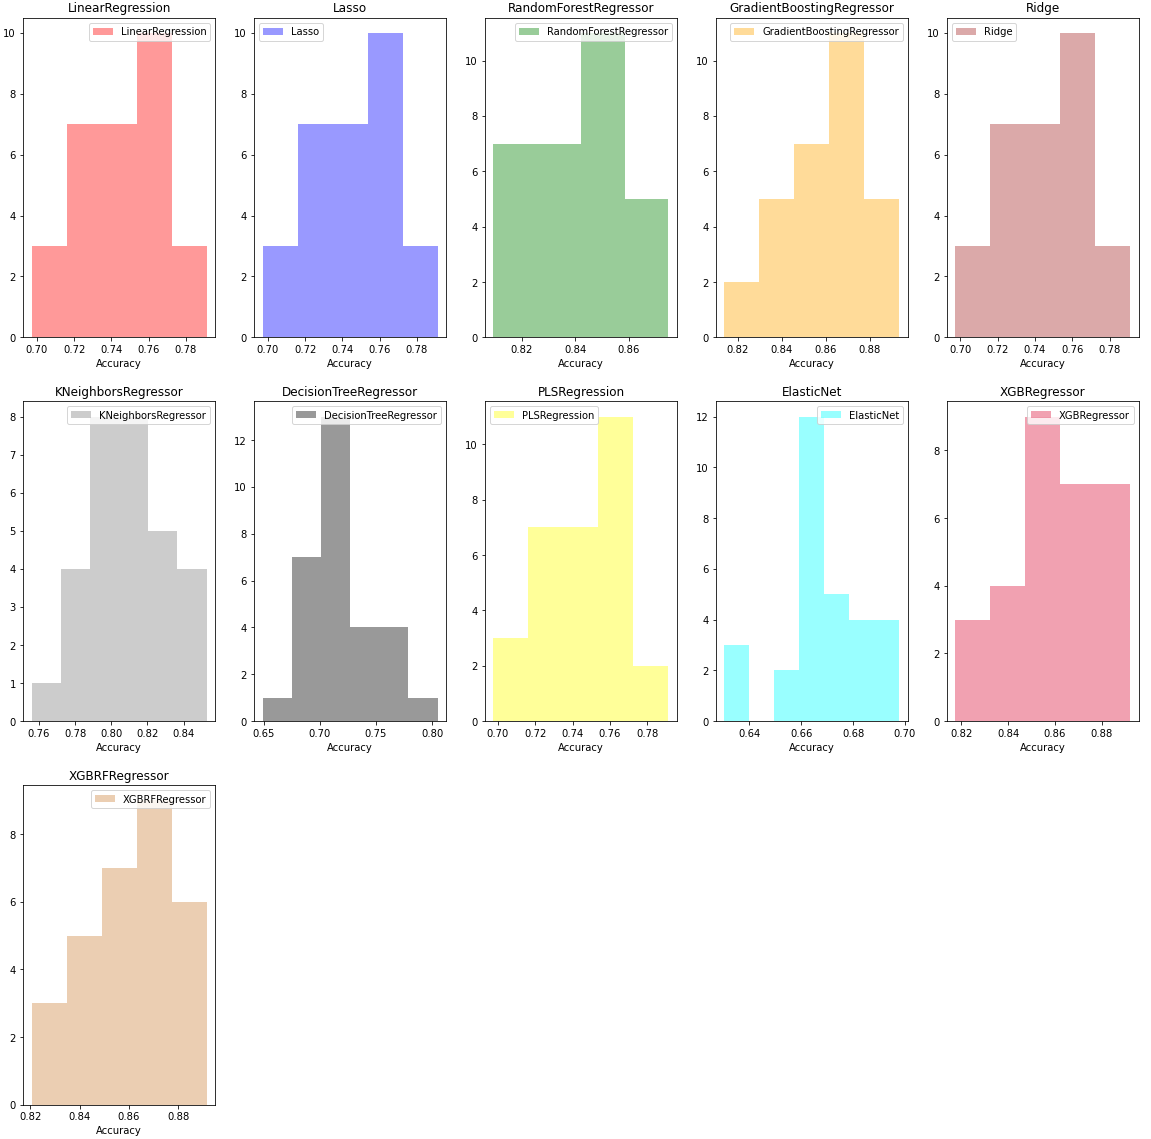 LinearRegression
Lasso
RandomForestRegressor
GradientBoostingRegressor
Ridge
10
8
6
4
2
0
LinearRegression
0.70 0.72 0.74 0.76 0.78
Accuracy
10
8
6
4
2
0
Lasso
0.70 0.72 0.74 0.76 0.78
Accuracy
10
8
6
4
2
0
RandomForestRegressor
0.82 0.84 0.86
Accuracy
10
8
6
4
2
0
GradientBoostingRegressor
0.82 0.84 0.86 0.88
Accuracy
10
8
6
4
2
0
Ridge
0.70 0.72 0.74 0.76 0.78
Accuracy
KNeighborsRegressor
DecisionTreeRegressor
PLSRegression
ElasticNet
XGBRegressor
8
7
6
5
4
3
2
1
0
KNeighborsRegressor
0.76 0.78 0.80 0.82 0.84
Accuracy
12
10
8
6
4
2
0
DecisionTreeRegressor
0.65 0.70 0.75 0.80
Accuracy
10
8
6
4
2
0
PLSRegression
0.70 0.72 0.74 0.76 0.78
Accuracy
12
10
8
6
4
2
0
ElasticNet
0.64 0.66 0.68 0.70
Accuracy
8
6
4
2
0
XGBRegressor
0.82 0.84 0.86 0.88
Accuracy
XGBRFRegressor
8
6
4
2
0
XGBRFRegressor
0.82 0.84 0.86 0.88
Accuracy